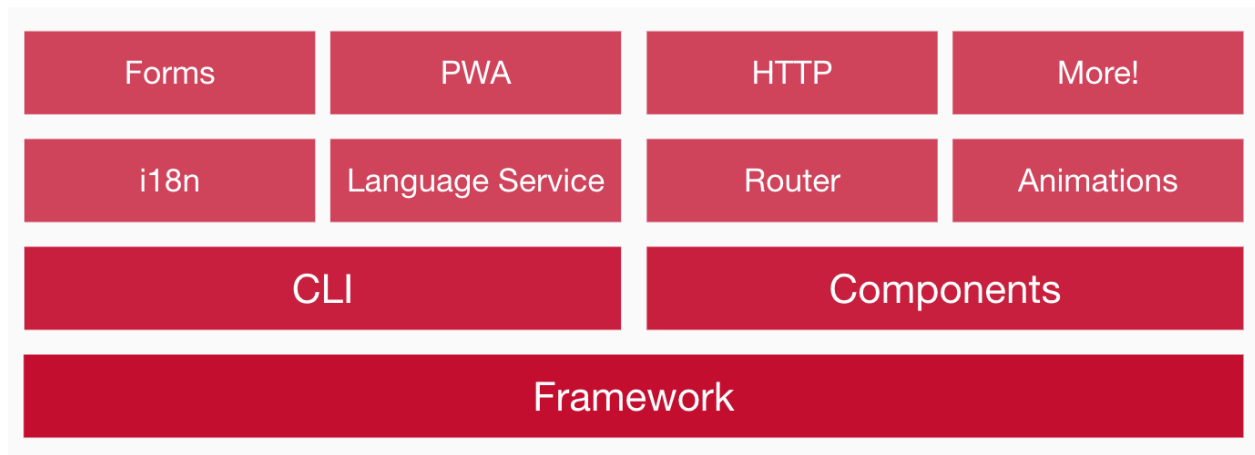 Forms
PWA
HTTP
More!
i18n
Language Service
Router
Animations
CLI
Components
Framework